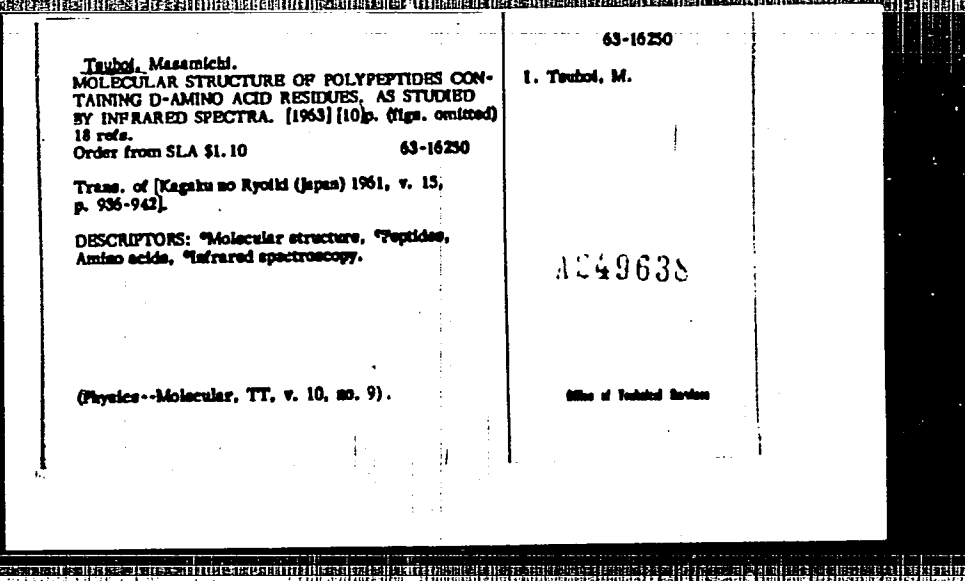 63-16250
Tsuboi, Masamichi.
MOLECULAR STRUCTURE OF POLYPEPTIDES CON-
TAINING D-AMINO ACID RESIDUES, AS STUDIED
BY INFRARED SPECTRA. [1963] [10]p. (figs. omitted)
18 refs.
Order from SLA $1.10 63-16250
Trans. of [Kagaku no Ryoiki (Japan) 1961, v. 15,
p. 936-942].
DESCRIPTORS: *Molecular structure, *Peptides,
Amino acids, *Infrared spectroscopy.
(Physics--Molecular, TT, v. 10, no. 9).
1. Tsuboi, M.
Office of Technical Services